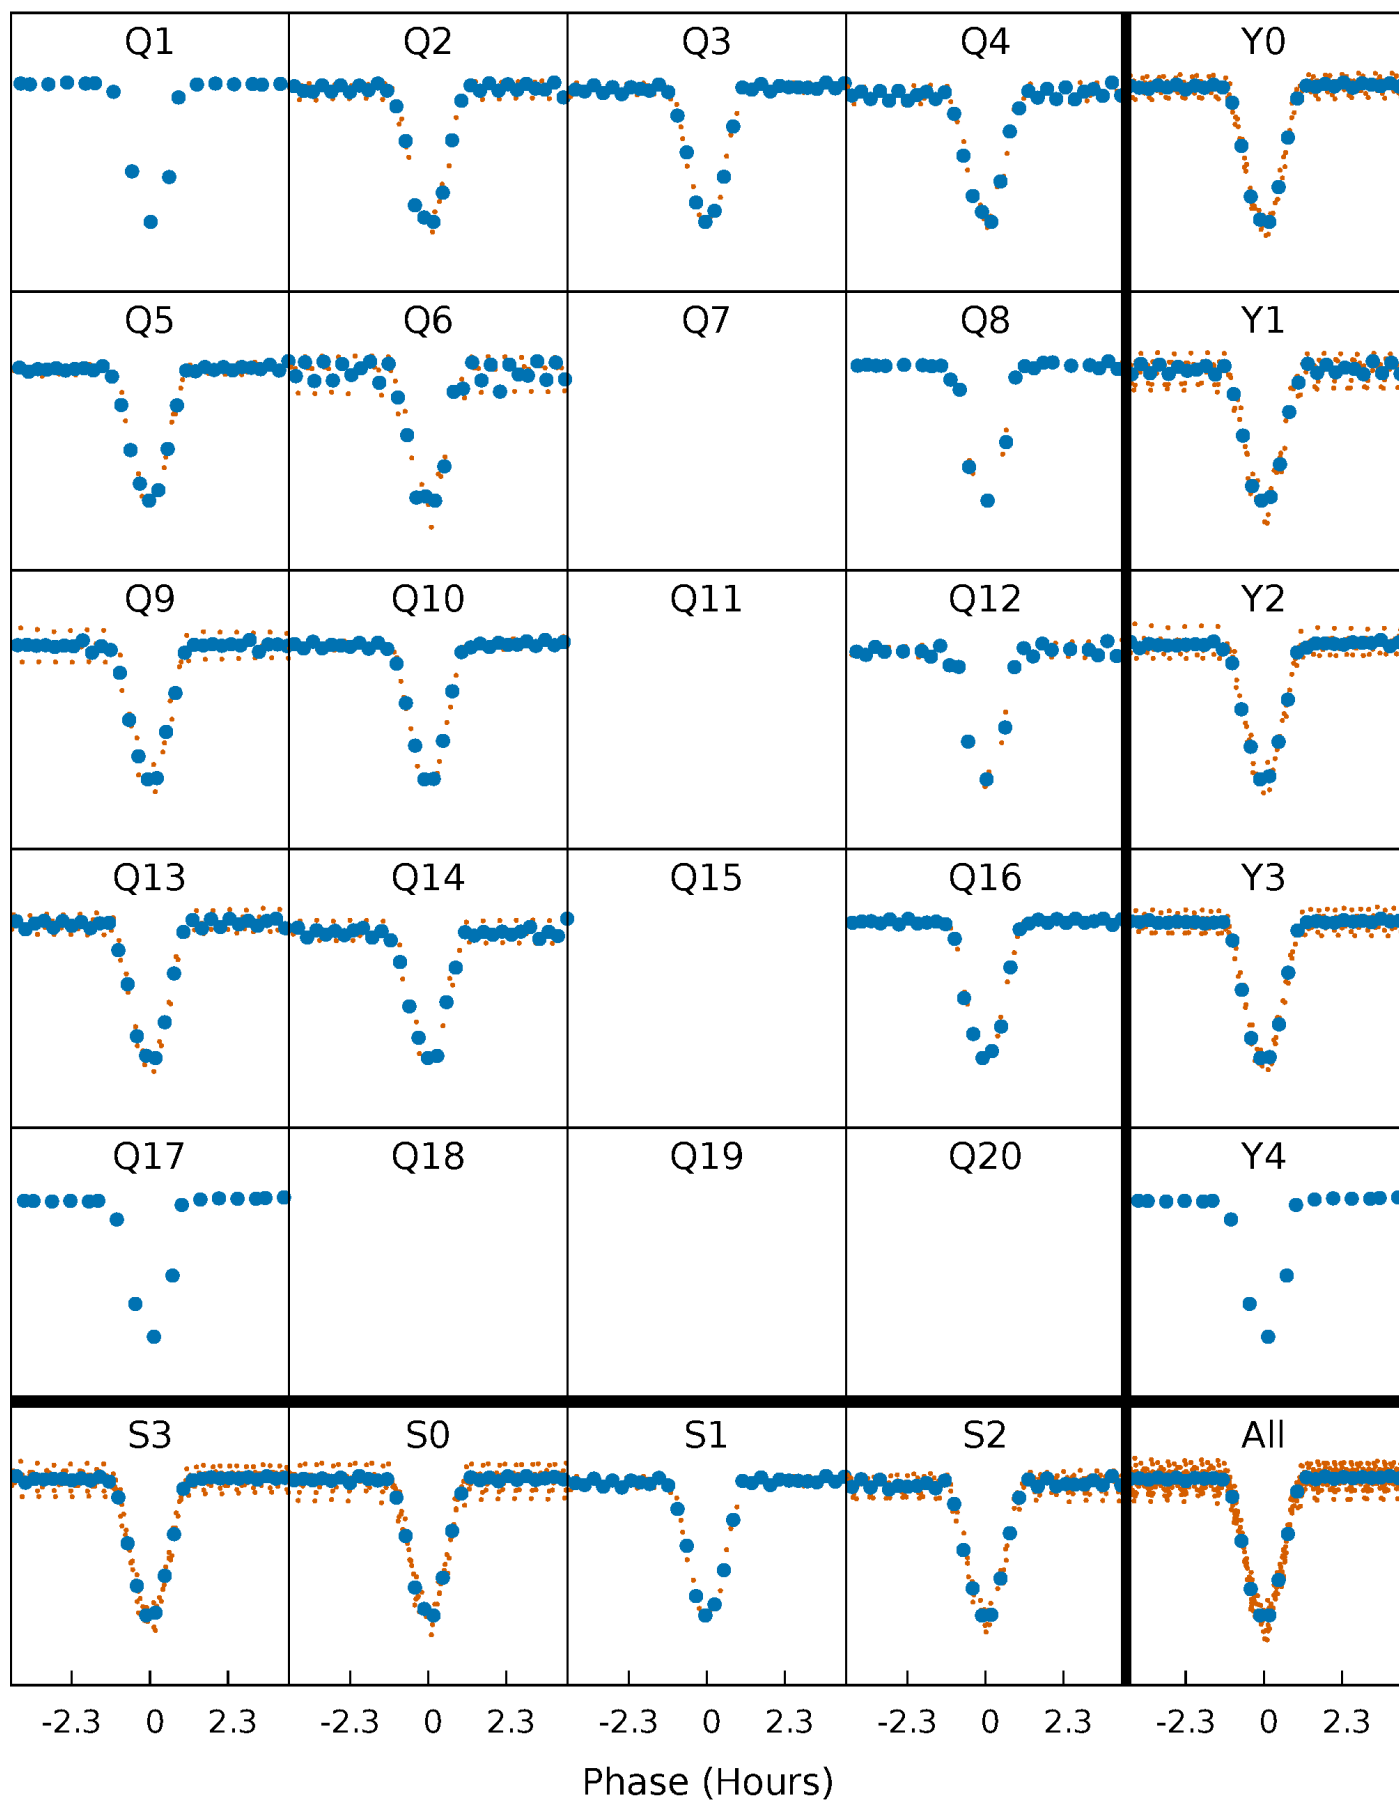 Q1 Q2 Q3 Q4 Y0
Q5 Q6 Q7 Q8 Y1
Q9 Q10 Q11 Q12 Y2
Q13 Q14 Q15 Q16 Y3
Q17 Q18 Q19 Q20 Y4
S3 S0 S1 S2 All
-2.3 0 2.3 -2.3 0 2.3 -2.3 0 2.3 -2.3 0 2.3 -2.3 0 2.3
Phase (Hours)